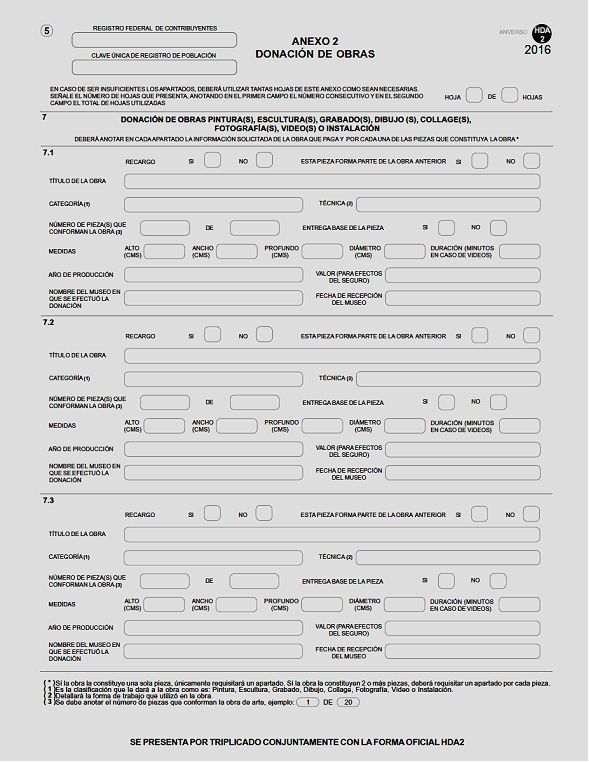 5
REGISTRO FEDERAL DE CONTRIBUYENTES
CLAVE ÚNICA DE REGISTRO DE POBLACIÓN
ANEXO 2
DONACIÓN DE OBRAS
ANVERSO HDA
2
2016
EN CASO DE SER INSUFICIENTES LOS APARTADOS, DEBERÁ UTILIZAR TANTAS HOJAS DE ESTE ANEXO COMO SEAN NECESARIAS.
SEÑALE EL NÚMERO DE HOJAS QUE PRESENTA, ANOTANDO EN EL PRIMER CAMPO EL NÚMERO CONSECUTIVO Y EN EL SEGUNDO
CAMPO EL TOTAL DE HOJAS UTILIZADAS
HOJA DE HOJAS
7 DONACIÓN DE OBRAS PINTURA(S), ESCULTURA(S), GRABADO(S), DIBUJO (S), COLLAGE(S),
FOTOGRAFÍA(S), VIDEO(S) O INSTALACIÓN
DEBERÁ ANOTAR EN CADA APARTADO LA INFORMACIÓN SOLICITADA DE LA OBRA QUE PAGA Y POR CADA UNA DE LAS PIEZAS QUE CONSTITUYA LA OBRA *
7.1
RECARGO SI NO ESTA PIEZA FORMA PARTE DE LA OBRA ANTERIOR SI NO
TÍTULO DE LA OBRA
CATEGORÍA (1) TÉCNICA (2)
NÚMERO DE PIEZA(S) QUE
CONFORMAN LA OBRA (3) DE ENTREGA BASE DE LA PIEZA SI NO
MEDIDAS ALTO
(CMS) ANCHO
(CMS) PROFUNDO
(CMS) DIÁMETRO
(CMS) DURACIÓN (MINUTOS
EN CASO DE VIDEOS)
AÑO DE PRODUCCIÓN VALOR (PARA EFECTOS
DEL SEGURO)
NOMBRE DEL MUSEO EN
QUE SE EFECTUÓ LA
DONACIÓN
FECHA DE RECEPCIÓN
DEL MUSEO
7.2
RECARGO SI NO ESTA PIEZA FORMA PARTE DE LA OBRA ANTERIOR SI NO
TÍTULO DE LA OBRA
CATEGORÍA (1) TÉCNICA (2)
NÚMERO DE PIEZA(S) QUE
CONFORMAN LA OBRA (3) DE ENTREGA BASE DE LA PIEZA SI NO
MEDIDAS ALTO
(CMS) ANCHO
(CMS) PROFUNDO
(CMS) DIÁMETRO
(CMS) DURACIÓN (MINUTOS
EN CASO DE VIDEOS)
AÑO DE PRODUCCIÓN VALOR (PARA EFECTOS
DEL SEGURO)
NOMBRE DEL MUSEO EN
QUE SE EFECTUÓ LA
DONACIÓN
FECHA DE RECEPCIÓN
DEL MUSEO
7.3
RECARGO SI NO ESTA PIEZA FORMA PARTE DE LA OBRA ANTERIOR SI NO
TÍTULO DE LA OBRA
CATEGORÍA (1) TÉCNICA (2)
NÚMERO DE PIEZA(S) QUE
CONFORMAN LA OBRA (3) DE ENTREGA BASE DE LA PIEZA SI NO
MEDIDAS ALTO
(CMS) ANCHO
(CMS) PROFUNDO
(CMS) DIÁMETRO
(CMS) DURACIÓN (MINUTOS
EN CASO DE VIDEOS)
AÑO DE PRODUCCIÓN VALOR (PARA EFECTOS
DEL SEGURO)
NOMBRE DEL MUSEO EN
QUE SE EFECTUÓ LA
DONACIÓN
FECHA DE RECEPCIÓN
DEL MUSEO
( * ) Sí la obra la constituye una sola pieza, únicamente requisitará un apartado. Sí la obra la constituyen 2 o más piezas, deberá requisitar un apartado por cada pieza.
( 1 ) Es la clasificación que le dará a la obra como es: Pintura, Escultura, Grabado, Dibujo, Collage, Fotografía, Video o Instalación.
( 2 ) Detallará la forma de trabajo que utilizó en la obra.
( 3 ) Se debe anotar el número de piezas que conforman la obra de arte, ejemplo: 1 DE 20
SE PRESENTA POR TRIPLICADO CONJUNTAMENTE CON LA FORMA OFICIAL HDA2